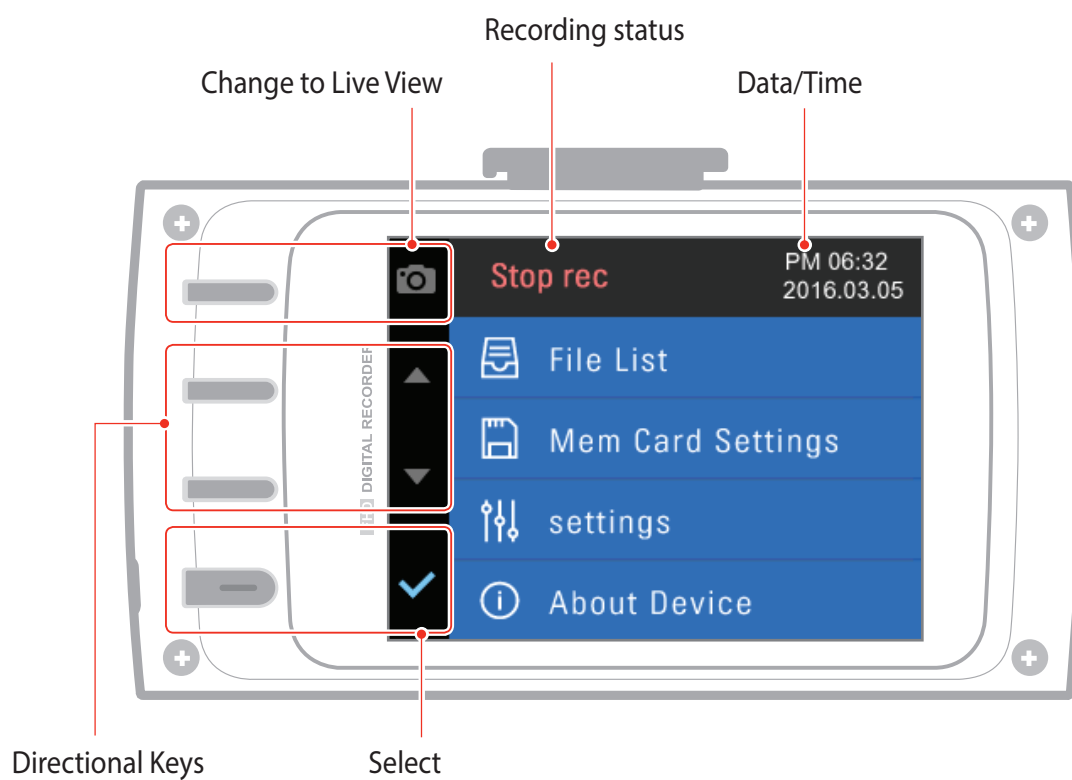 Recording status
Change to Live View
Data/Time
Stop rec
PM 06:32
2016.03.05
File List
Mem Card Settings
settings
About Device
DIGITAL RECORDER
Directional Keys
Select